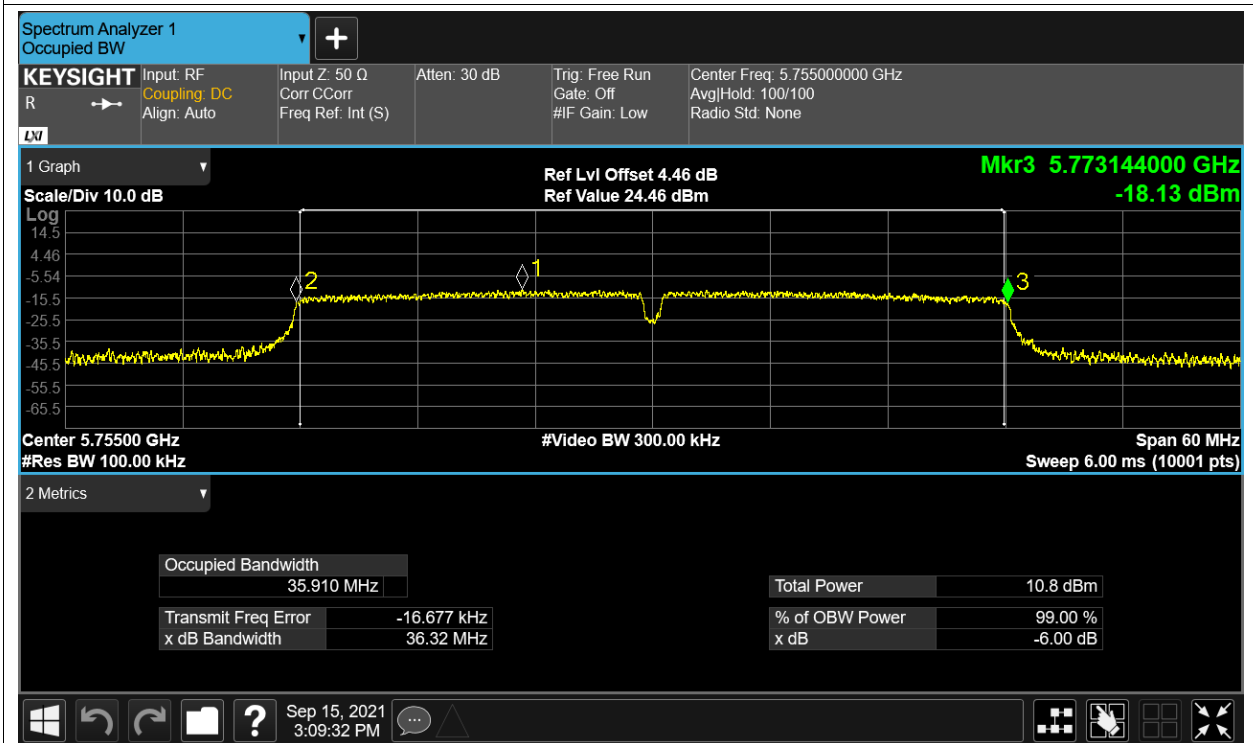 Spectrum Analyzer 1
Occupied BW
KEYSIGHT
R
LXI
Input: RF
Coupling: DC
Align: Auto
Input Z: 50 Ω
Corr CCorr
Freq Ref: Int (S)
Atten: 30 dB
Trig: Free Run
Gate: Off
#IF Gain: Low
Center Freq: 5.755000000 GHz
Avg|Hold: 100/100
Radio Std: None
1 Graph
Scale/Div 10.0 dB
Ref Lvl Offset 4.46 dB
Ref Value 24.46 dBm
Mkr3 5.773144000 GHz
-18.13 dBm
Log
14.5
4.46
-5.54
-15.5
-25.5
-35.5
-45.5
-55.5
-65.5
2
1
3
Center 5.75500 GHz
#Video BW 300.00 kHz
Span 60 MHz
#Res BW 100.00 kHz
Sweep 6.00 ms (10001 pts)
2 Metrics
Occupied Bandwidth
35.910 MHz
Transmit Freq Error -16.677 kHz
x dB Bandwidth 36.32 MHz
Total Power 10.8 dBm
% of OBW Power 99.00 %
x dB -6.00 dB
?
Sep 15, 2021
3:09:32 PM